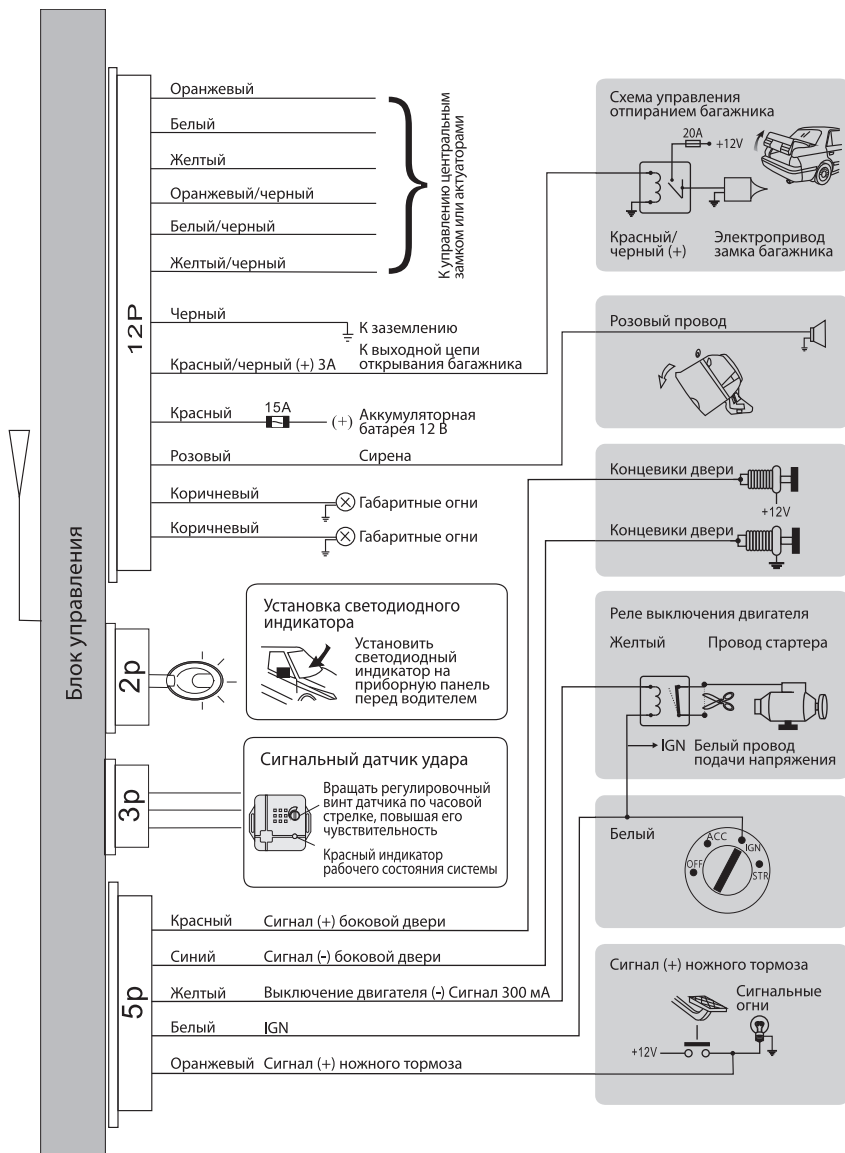 Блок управления
12P
Оранжевый
Белый
Желтый
Оранжевый/черный
Белый/черный
Желтый/черный
К управлению центральным
замком или актуаторами
Черный
К заземлению
Красный/черный (+) 3А
К выходной цепи
открывания багажника
Красный
15A
(+) Аккумуляторная
батарея 12 В
Розовый
Сирена
Коричневый
Габаритные огни
Коричневый
Габаритные огни
2p
Установка светодиодного
индикатора
Установить
светодиодный
индикатор на
приборную панель
перед водителем
3p
Сигнальный датчик удара
Вращать регулировочный
винт датчика по часовой
стрелке, повышая его
чувствительность
Красный индикатор
рабочего состояния системы
5p
Красный Сигнал (+) боковой двери
Синий Сигнал (-) боковой двери
Желтый Выключение двигателя (-) Сигнал 300 мА
Белый IGN
Оранжевый Сигнал (+) ножного тормоза
Схема управления
отпиранием багажника
20A
+12V
Красный/
черный (+)
Электропривод
замка багажника
Розовый провод
Концевики двери
+12V
Концевики двери
Реле выключения двигателя
Желтый
Провод стартера
IGN
Белый провод
подачи напряжения
Белый
OFF
ACC
IGN
STR
Сигнал (+) ножного тормоза
Сигнальные
огни
+12V